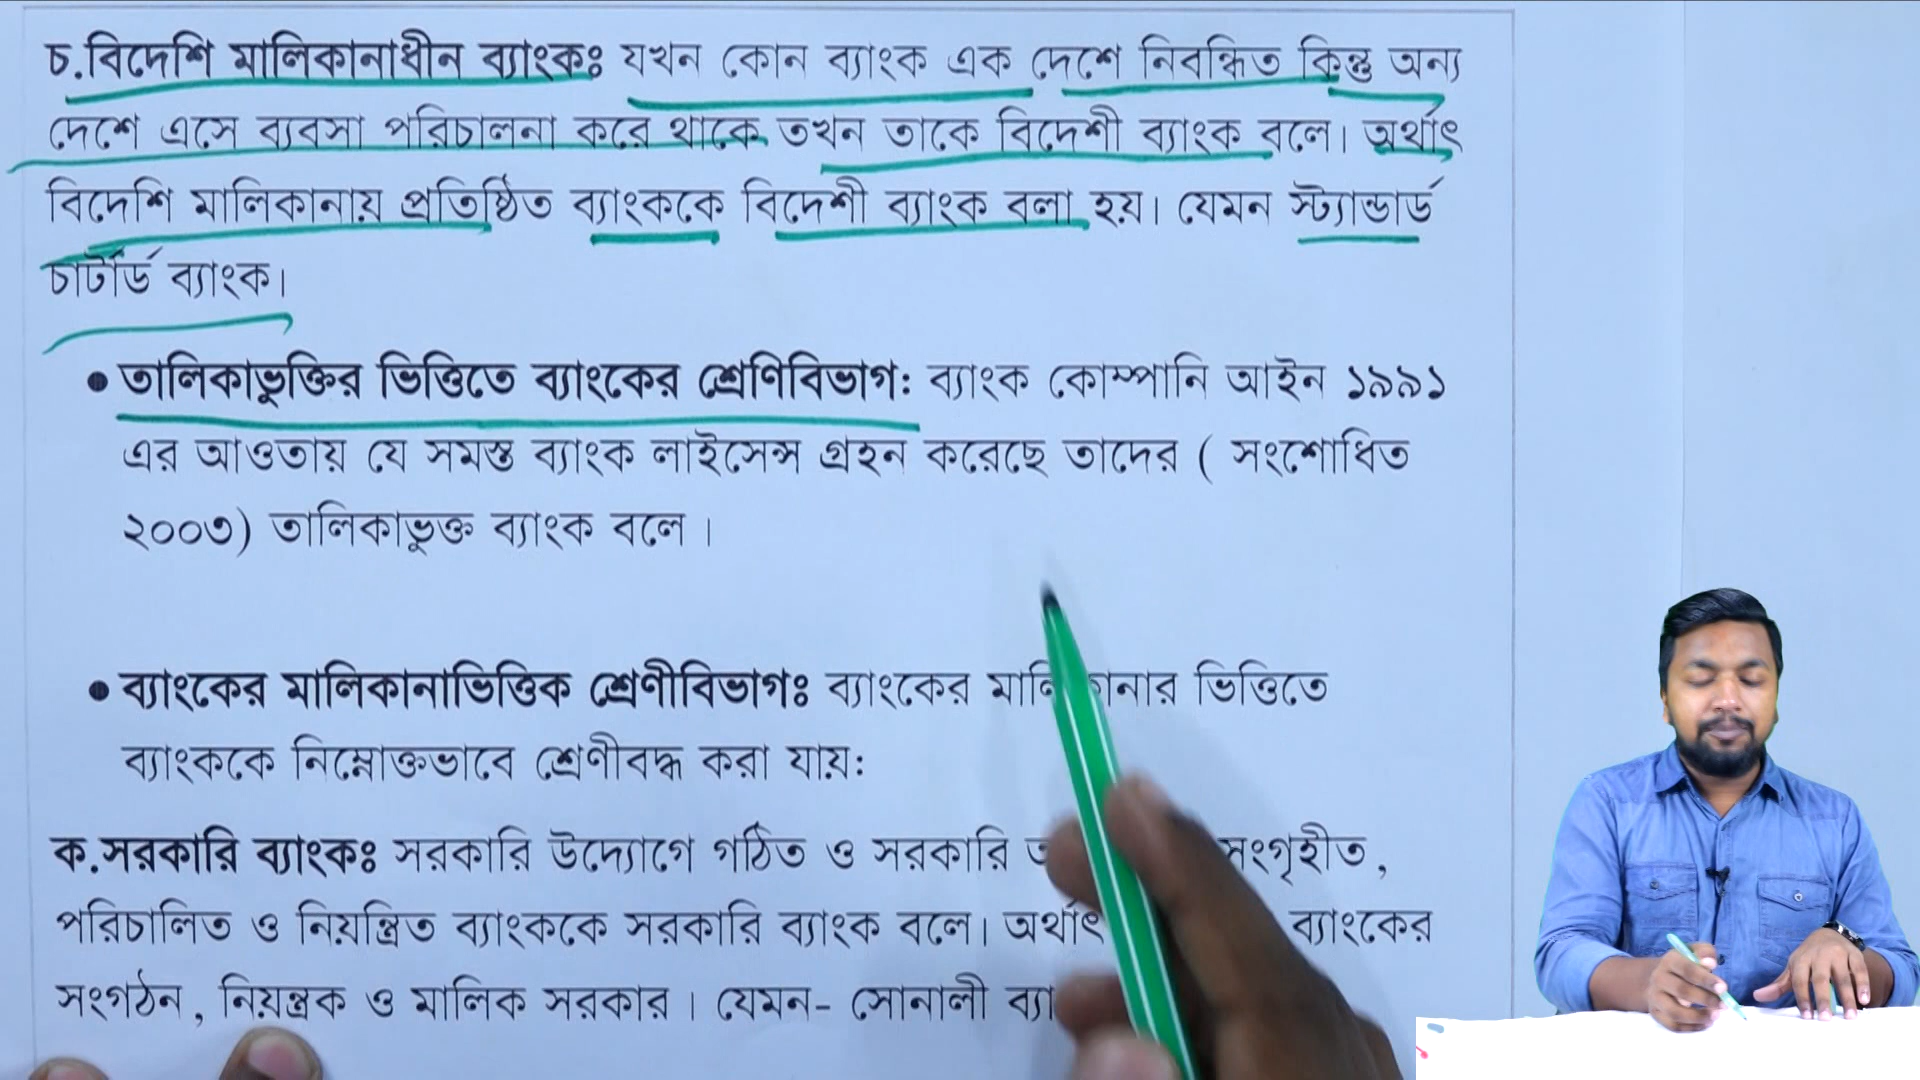 চ.বিদেশি মালিকানাধীন ব্যাংকঃ যখন কোন ব্যাংক এক দেশে নিবন্ধিত কিন্তু অন্য
দেশে এসে ব্যবসা পরিচালনা করে থাকে তখন তাকে বিদেশী ব্যাংক বলে। অর্থাৎ
বিদেশি মালিকানায় প্রতিষ্ঠিত ব্যাংককে বিদেশী ব্যাংক বলা হয়। যেমন স্ট্যান্ডার্ড
চার্টার্ড ব্যাংক।
• তালিকাভুক্তির ভিত্তিতে ব্যাংকের শ্রেণিবিভাগ: ব্যাংক কোম্পানি আইন ১৯৯১
এর আওতায় যে সমস্ত ব্যাংক লাইসেন্স গ্রহন করেছে তাদের ( সংশোধিত
২০০৩) তালিকাভুক্ত ব্যাংক বলে ।
• ব্যাংকের মালিকানাভিত্তিক শ্রেণীবিভাগঃ ব্যাংকের ভিত্তিতে
ব্যাংককে নিম্নোক্তভাবে শ্রেণীবদ্ধ করা যায়:
ক.সরকারি ব্যাংকঃ সরকারি উদ্যোগে গঠিত ও সরকারি সংগৃহীত,
পরিচালিত ও নিয়ন্ত্রিত ব্যাংককে সরকারি ব্যাংক বলে। অর্থাৎ ব্যাংকের
সংগঠন, নিয়ন্ত্রক ও মালিক সরকার । যেমন- সোনালী